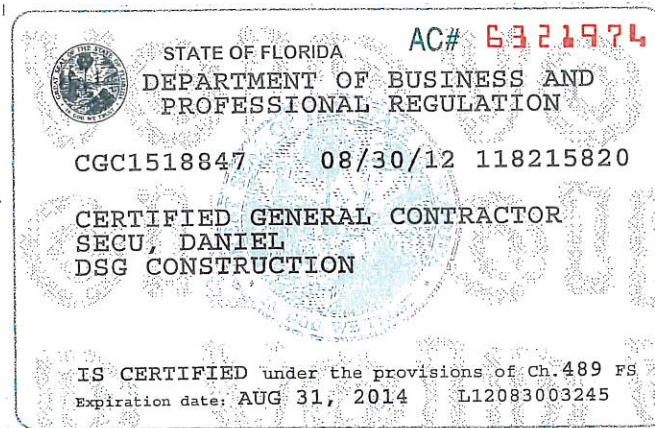 STATE OF FLORIDA AC# 6321974
DEPARTMENT OF BUSINESS AND
PROFESSIONAL REGULATION
CGC1518847 08/30/12 118215820
CERTIFIED GENERAL CONTRACTOR
SECU, DANIEL
DSG CONSTRUCTION
IS CERTIFIED under the provisions of Ch.489 FS
Expiration date: AUG 31, 2014 L12083003245